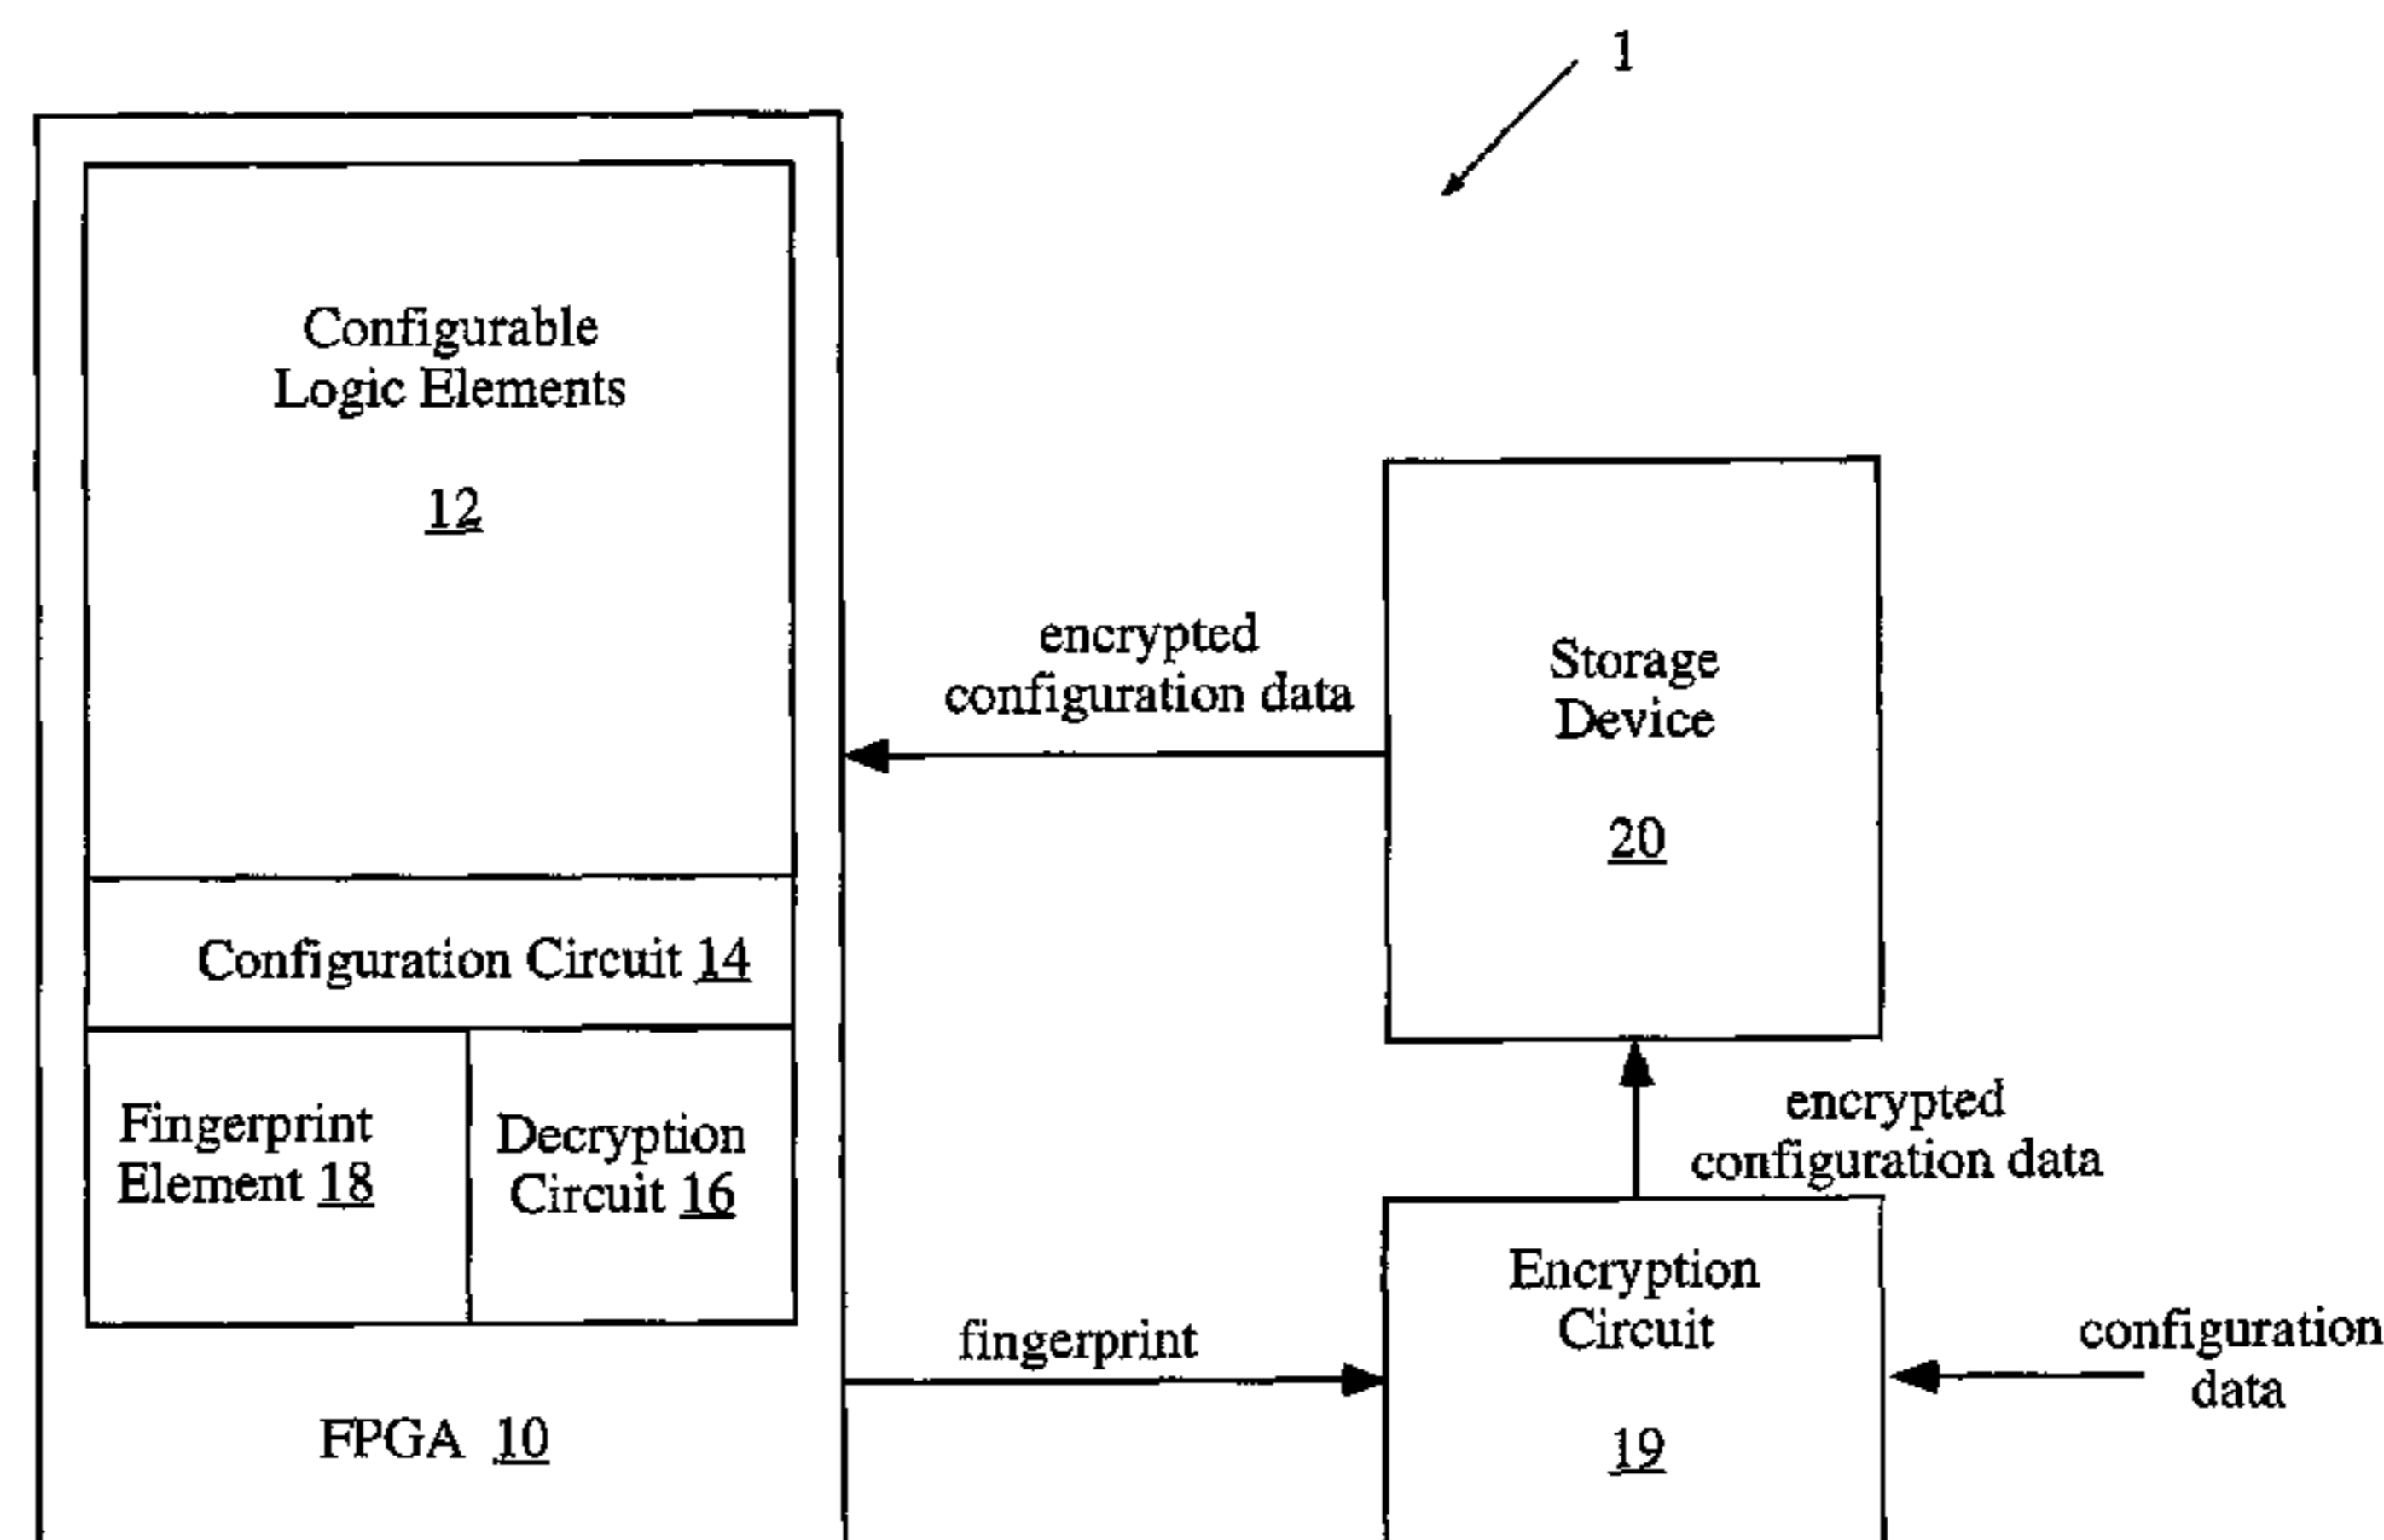 1
Configurable
Logic Elements
12
encrypted
configuration data
Storage
Device
20
Configuration Circuit 14
Fingerprint
Element 18
Decryption
Circuit 16
encrypted
configuration data
Encryption
Circuit
19
fingerprint
configuration
data
FPGA 10